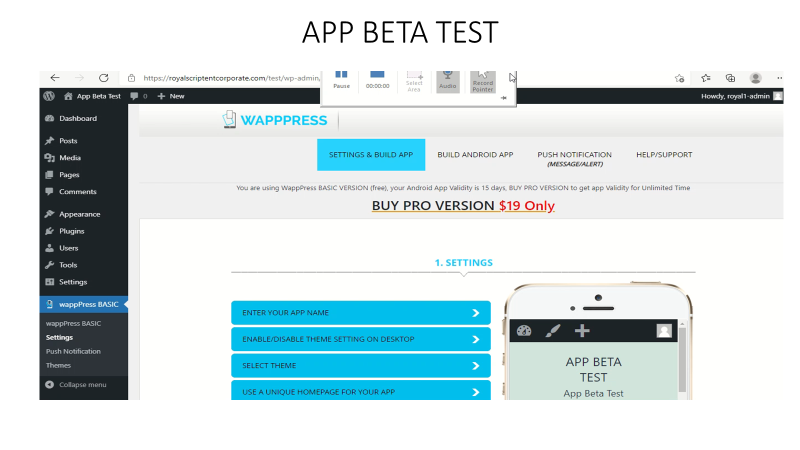 APP BETA TEST
https://royalscriptentcorporate.com/test/wp-admin,
Pause
00:00:00
Select Area
Audio
Record Pointer
App Beta Test
0
+ New
Howdy, royal1-admin
Dashboard
Posts
Media
Pages
Comments
Appearance
Plugins
Users
Tools
Settings
wappPress BASIC
wappPress BASIC
Settings
Push Notification
Themes
Collapse menu
WAPPPRESS
SETTINGS & BUILD APP
BUILD ANDROID APP
PUSH NOTIFICATION
(MESSAGE/ALERT)
HELP/SUPPORT
You are using WappPress BASIC VERSION (free), your Android App Validity is 15 days, BUY PRO VERSION to get app Validity for Unlimited Time
BUY PRO VERSION $19 Only
1. SETTINGS
ENTER YOUR APP NAME
ENABLE/DISABLE THEME SETTING ON DESKTOP
SELECT THEME
USE A UNIQUE HOMEPAGE FOR YOUR APP
APP BETA
TEST
App Beta Test